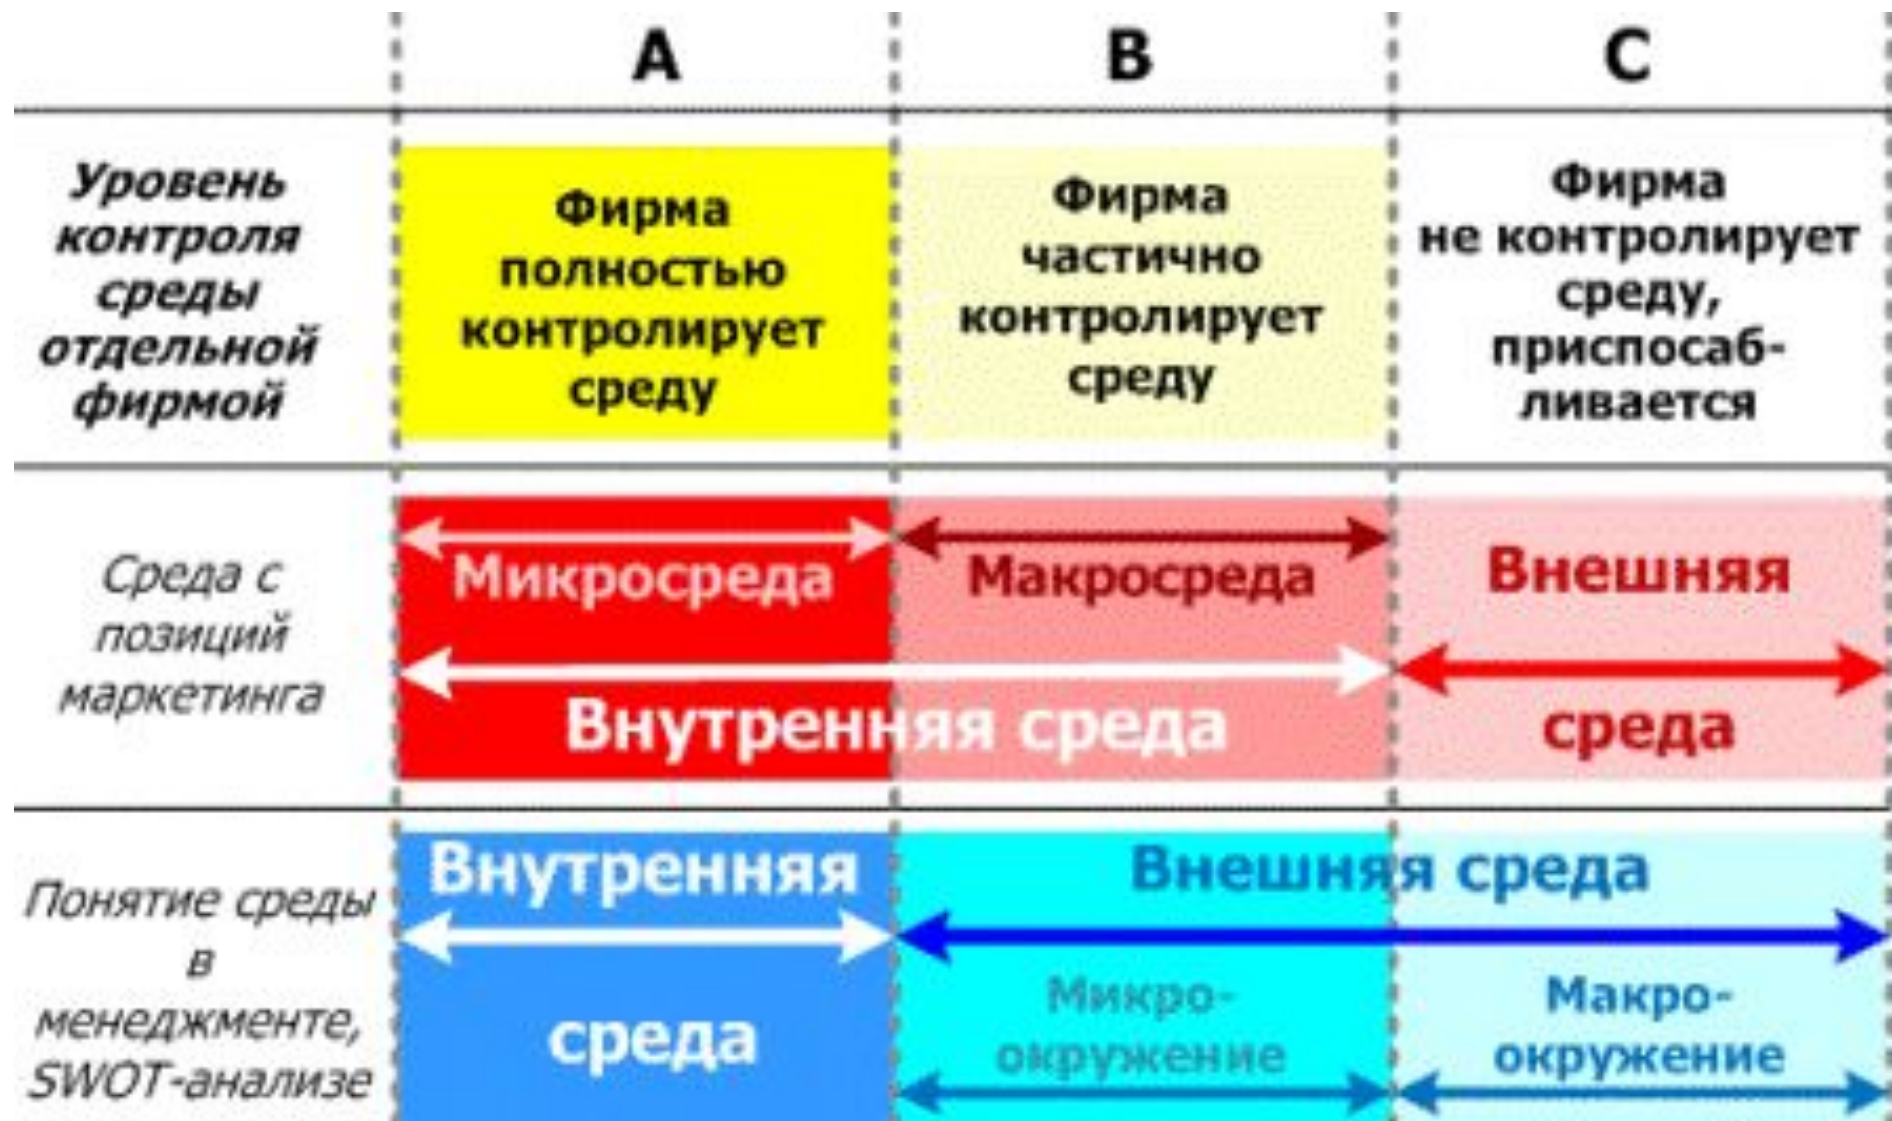 A
B
C
Уровень
контроля
среды
отдельной
фирмой
Фирма
полностью
контролирует
среду
Фирма
частично
контролирует
среду
Фирма
не контролирует
среду,
приспосаб-
ливается
Среда с
позиций
маркетинга
Микросреда
Макросреда
Внутренняя среда
Внешняя
среда
Понятие среды
в
менеджменте,
SWOT-анализе
Внутренняя
среда
Внешняя среда
Микро-
окружение
Макро-
окружение